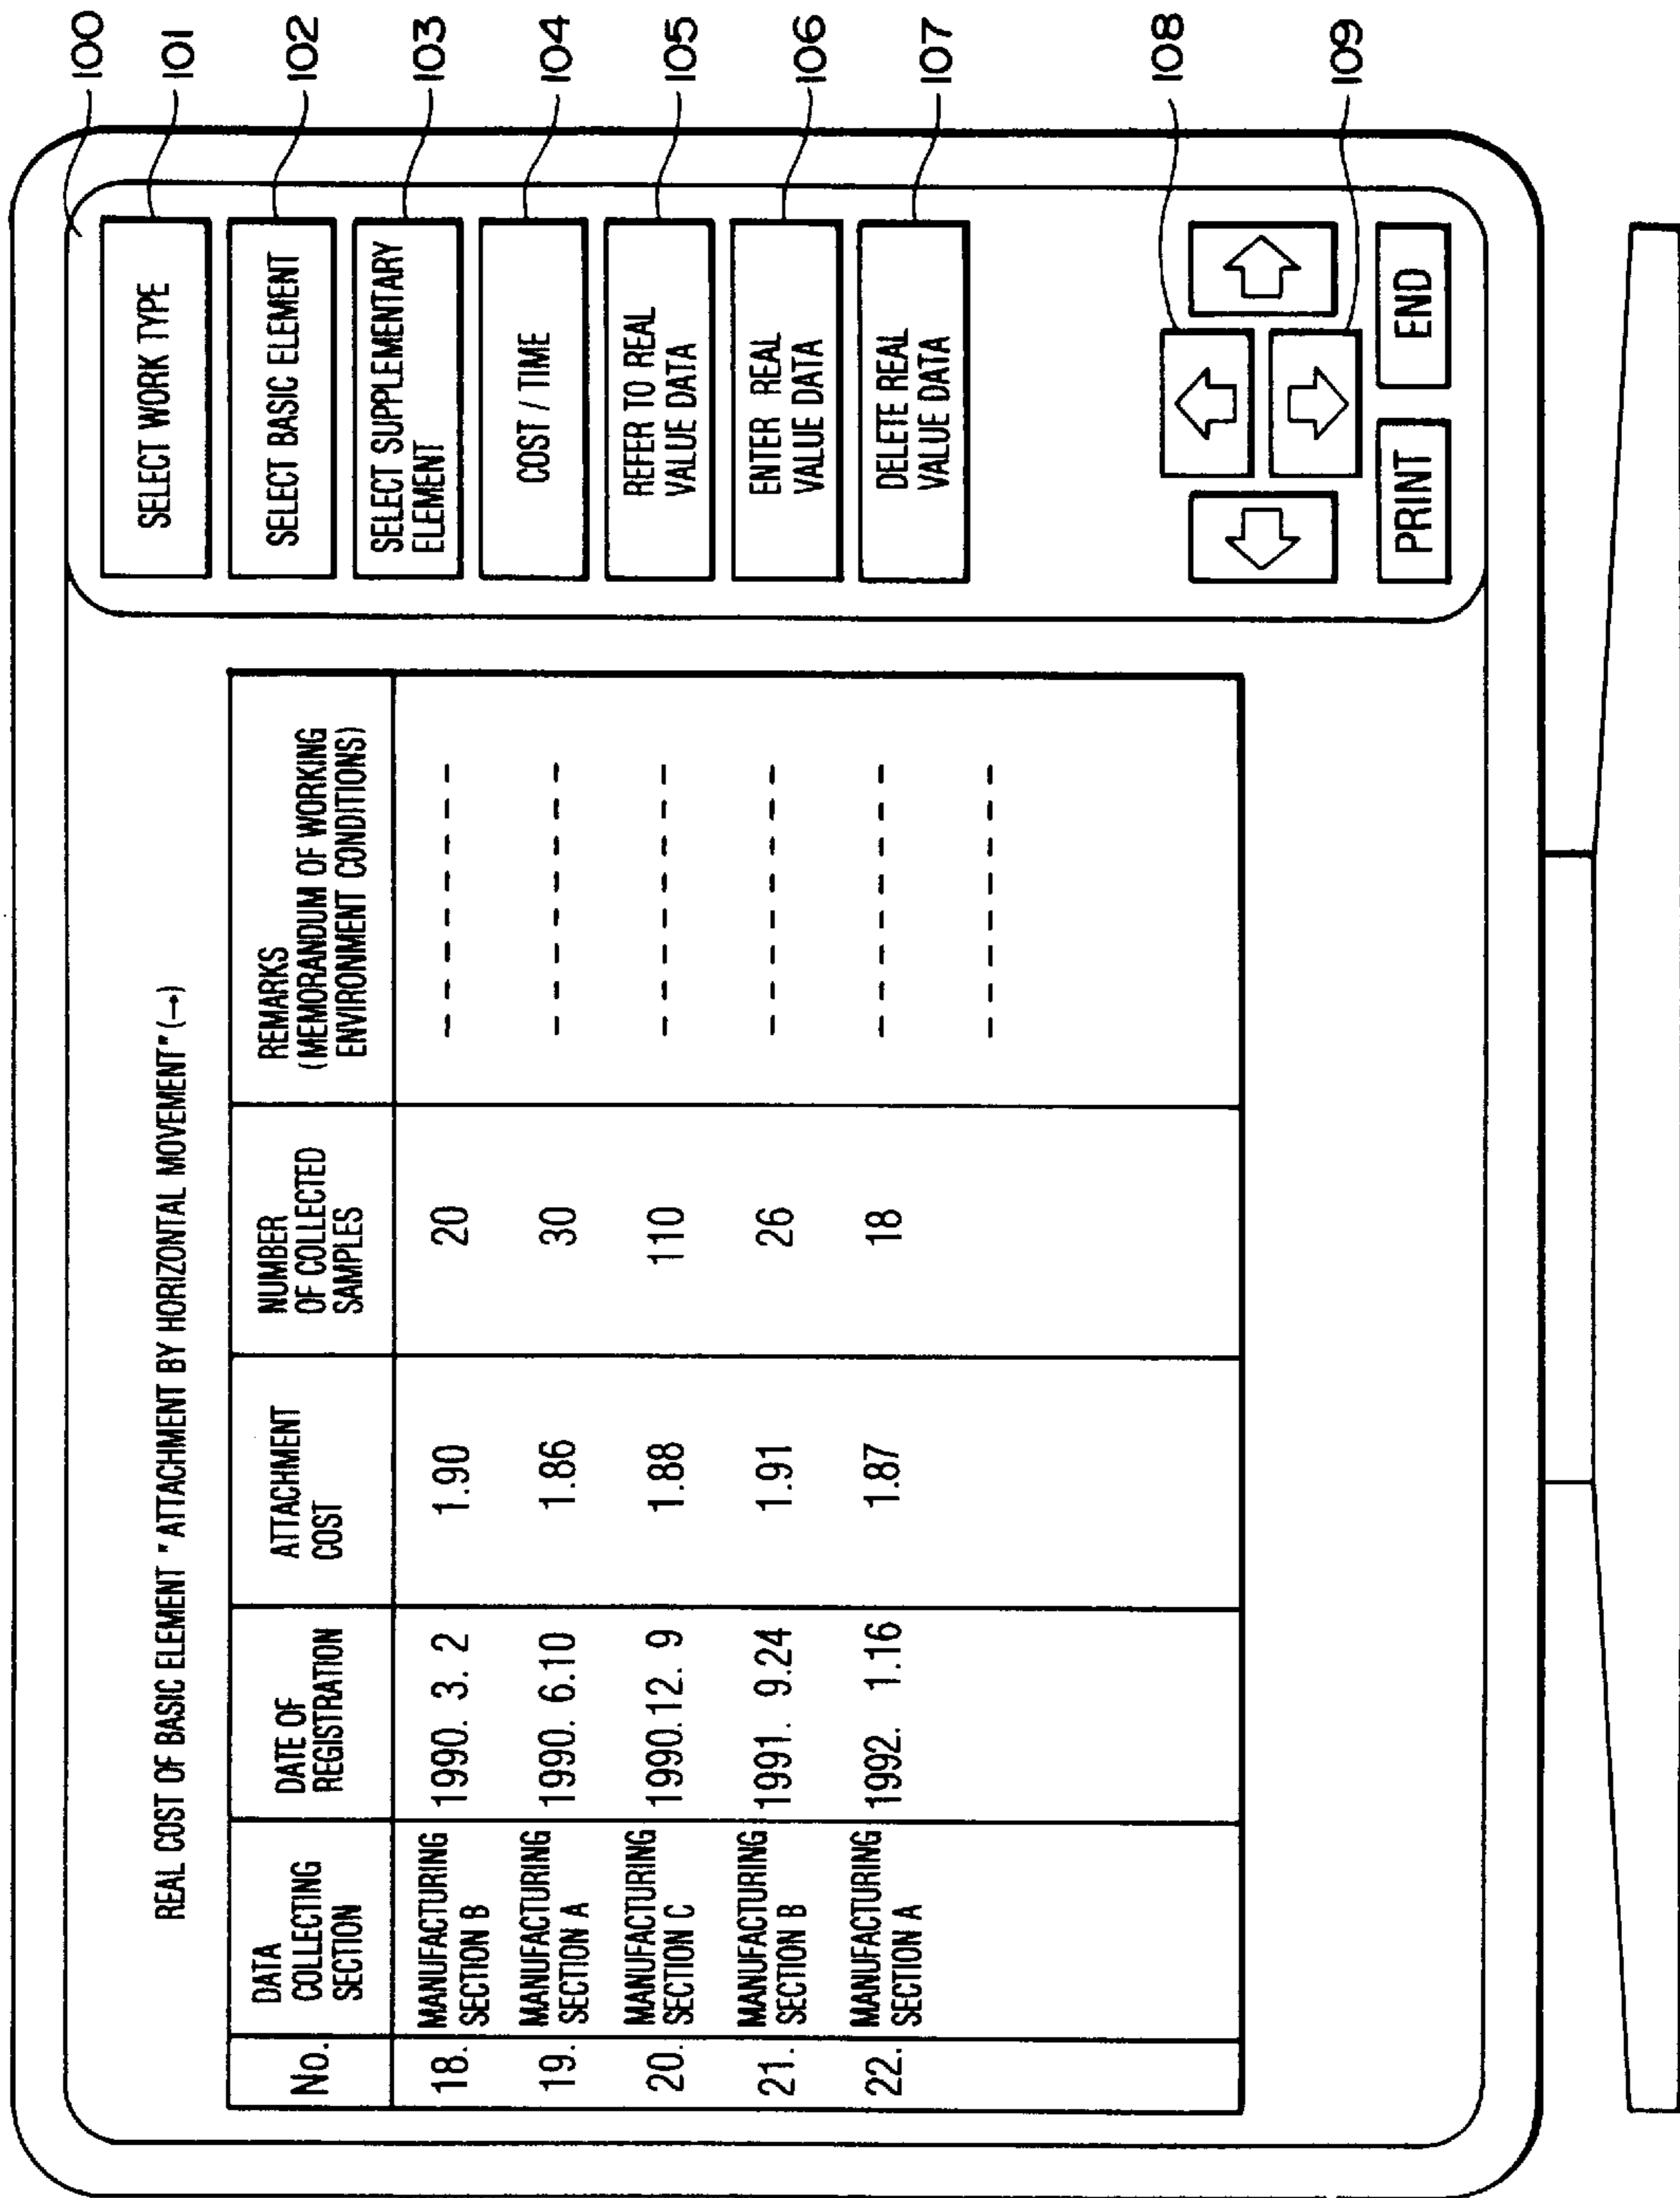 REAL COST OF BASIC ELEMENT "ATTACHMENT BY HORIZONTAL MOVEMENT" (→)
No.
DATA
COLLECTING
SECTION
DATE OF
REGISTRATION
ATTACHMENT
COST
NUMBER
OF COLLECTED
SAMPLES
REMARKS
(MEMORANDUM OF WORKING
ENVIRONMENT CONDITIONS)
18. MANUFACTURING 1990. 3. 2 1.90 20 --------
SECTION B
19. MANUFACTURING 1990. 6.10 1.86 30 --------
SECTION A
20. MANUFACTURING 1990.12. 9 1.88 110 --------
SECTION C
21. MANUFACTURING 1991. 9.24 1.91 26 --------
SECTION B
22. MANUFACTURING 1992. 1.16 1.87 18 --------
SECTION A
--------
SELECT WORK TYPE
SELECT BASIC ELEMENT
SELECT SUPPLEMENTARY
ELEMENT
COST / TIME
REFER TO REAL
VALUE DATA
ENTER REAL
VALUE DATA
DELETE REAL
VALUE DATA
PRINT
END
100
101
102
103
104
105
106
107
108
109